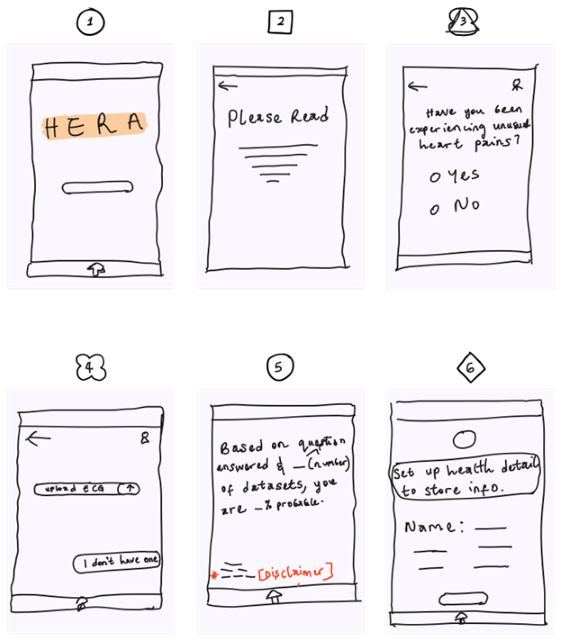 1
2
3
HERA
Please Read
Have you been
experiencing unusual
heart pains?
Yes
No
4
5
6
upload ECG
I don't have one
Based on question
answered & _ (number)
of datasets, you
are _% probable.
* [Disclaimer]
Set up health detail
to store info.
Name: